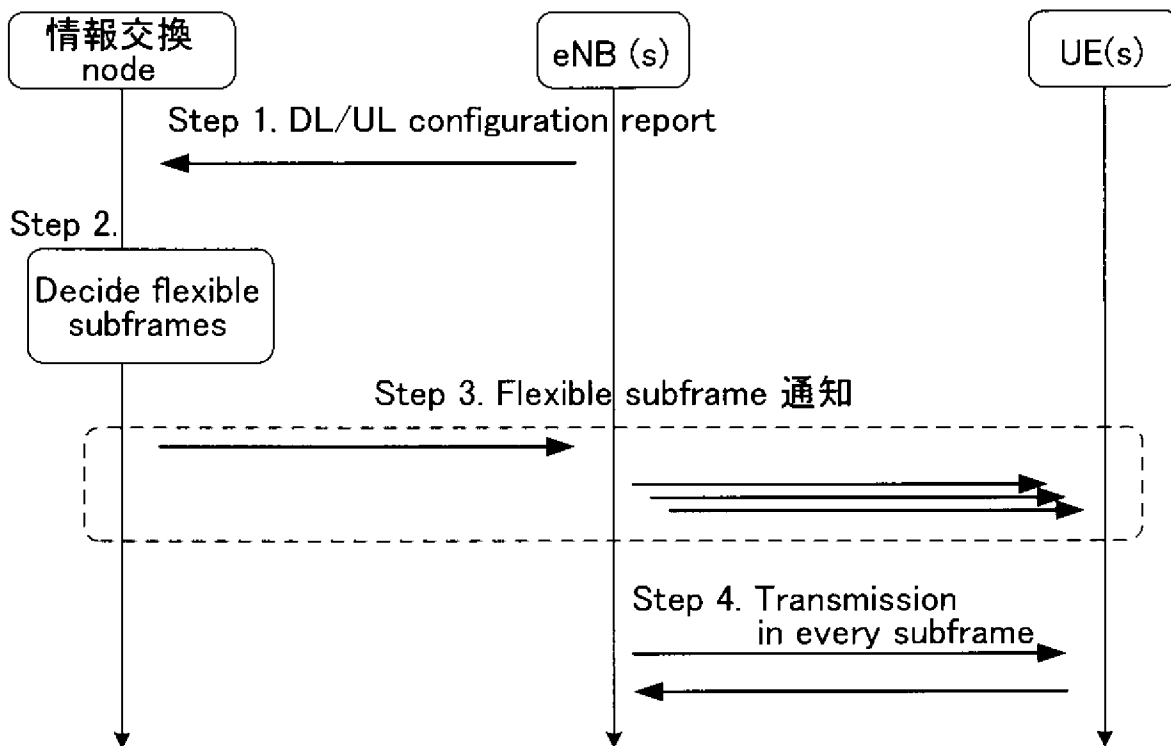 情報交換
node
eNB (s)
UE(s)
Step 1. DL/UL configuration report
Step 2.
Decide flexible
subframes
Step 3. Flexible subframe 通知
Step 4. Transmission
in every subframe